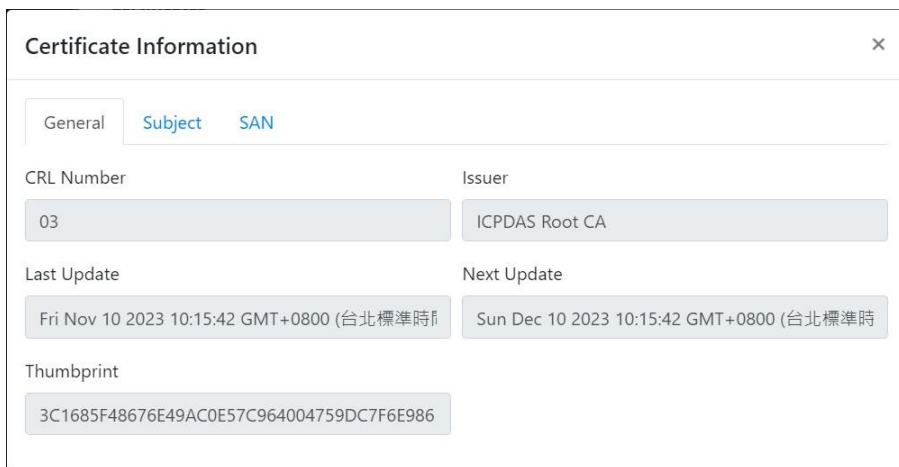 Certificate Information ×
General Subject SAN
CRL Number Issuer
03 ICPDAS Root CA
Last Update Next Update
Fri Nov 10 2023 10:15:42 GMT+0800 (台北標準時 Sun Dec 10 2023 10:15:42 GMT+0800 (台北標準時
Thumbprint
3C1685F48676E49AC0E57C964004759DC7F6E986